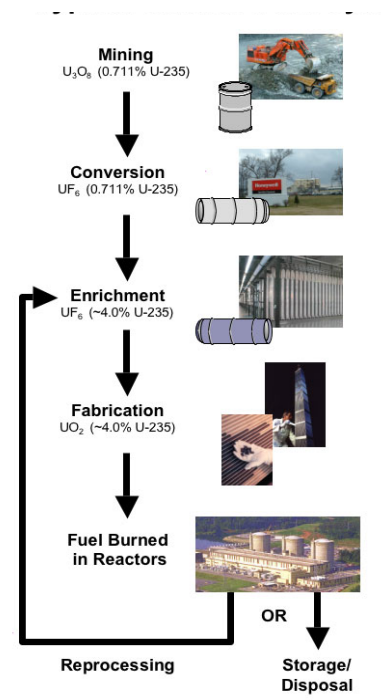 Mining
U₃O₈ (0.711% U-235)
Conversion
UF₆ (0.711% U-235)
Honeywell
Enrichment
UF₆ (~4.0% U-235)
Fabrication
UO₂ (~4.0% U-235)
Fuel Burned
in Reactors
OR
Reprocessing
Storage/
Disposal